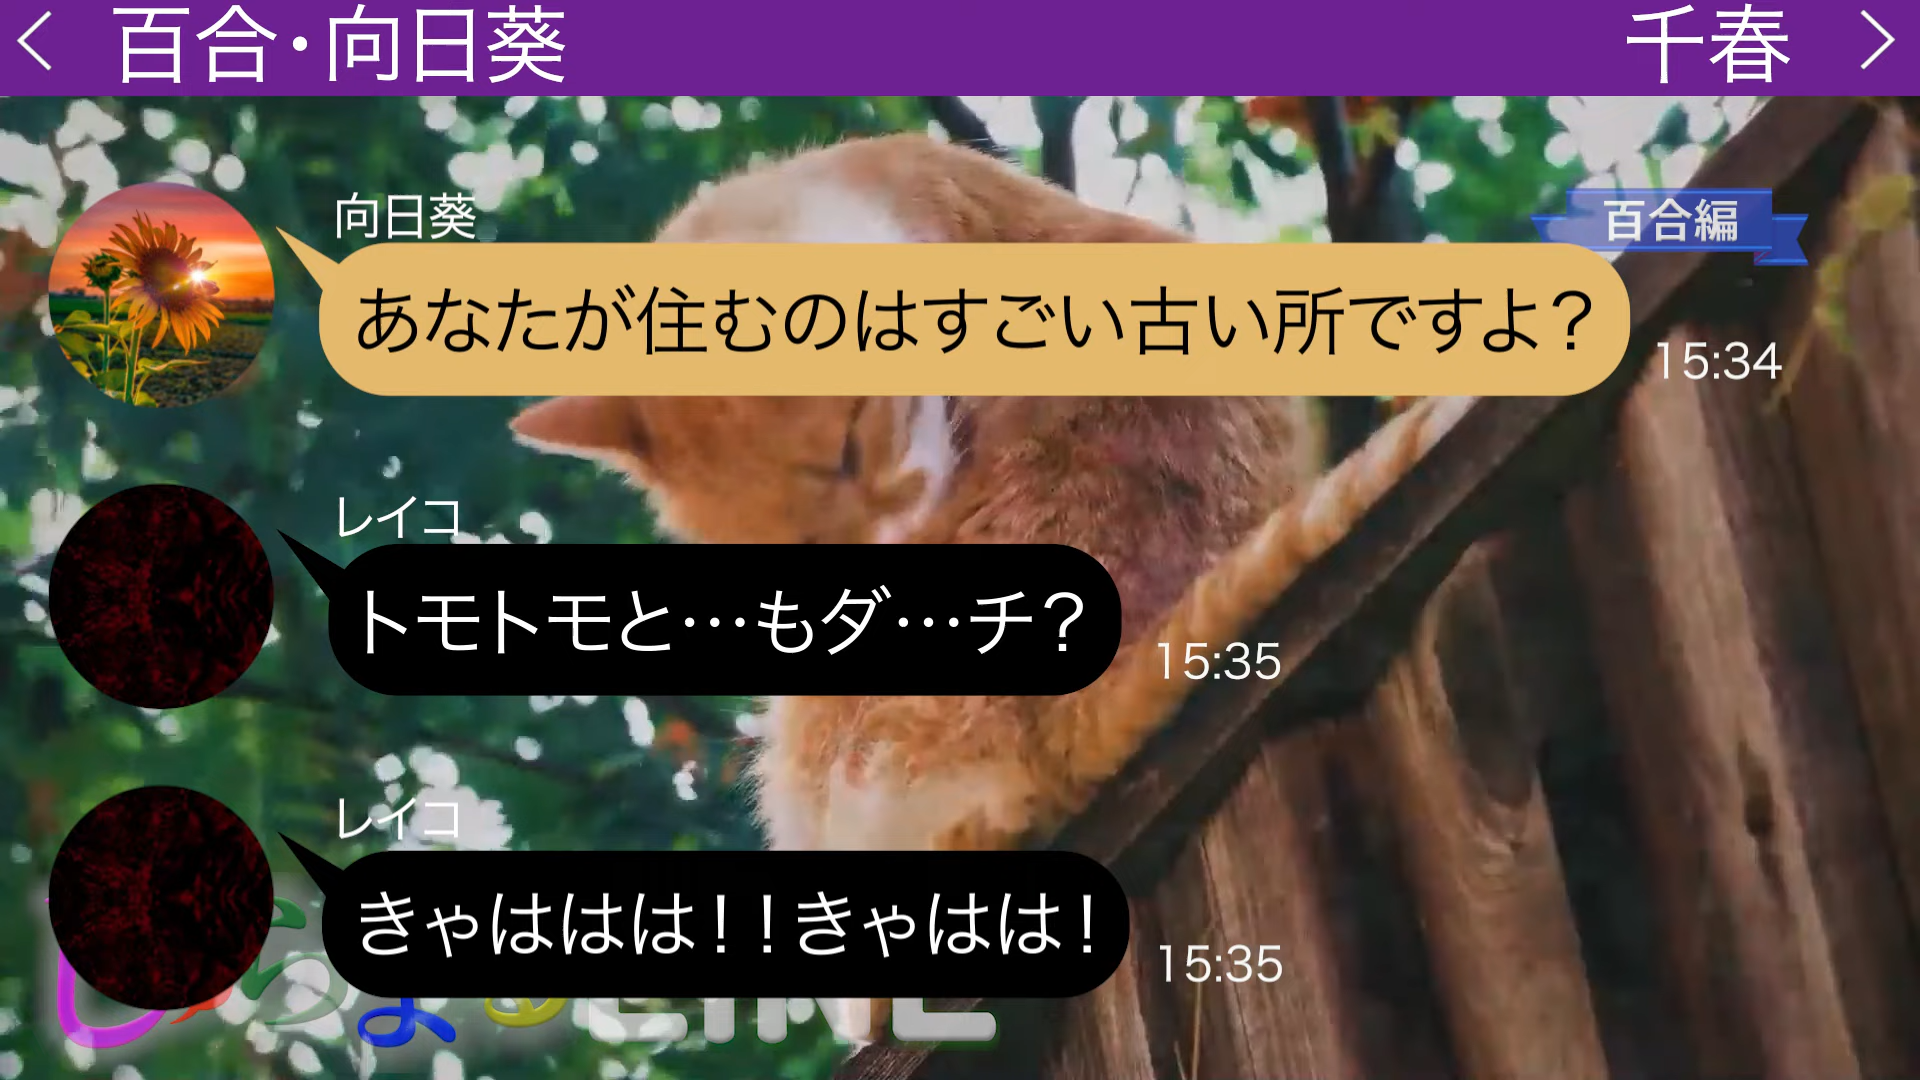 百合・向日葵
千春
向日葵
百合編
あなたが住むのはすごい古い所ですよ?
15:34
レイコ
トモトモと…もダ…チ?
15:35
レイコ
きゃははは!!きゃはは!
15:35
LINE